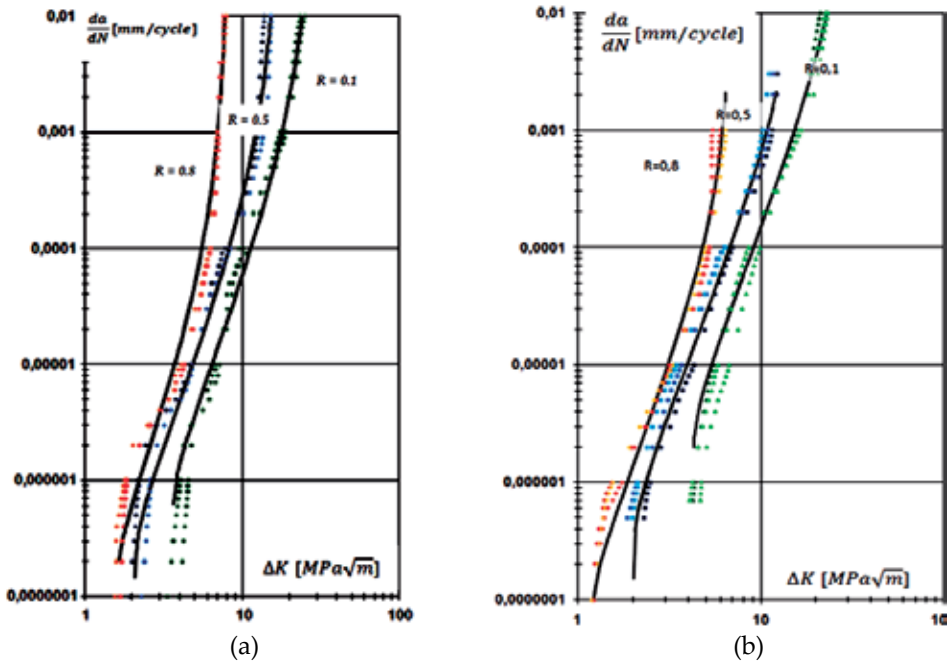 0,01
da/dN [mm/cycle]
R = 0.1
R = 0.5
0,001
R = 0.8
0,0001
0,00001
0,000001
ΔK [MPa√m]
0,0000001
1
10
100
(a)
0,01
da/dN [mm/cycle]
R=0,1
R=0,5
0,001
R=0,8
0,0001
0,00001
0,000001
ΔK [MPa√m]
0,0000001
1
10
10
(b)